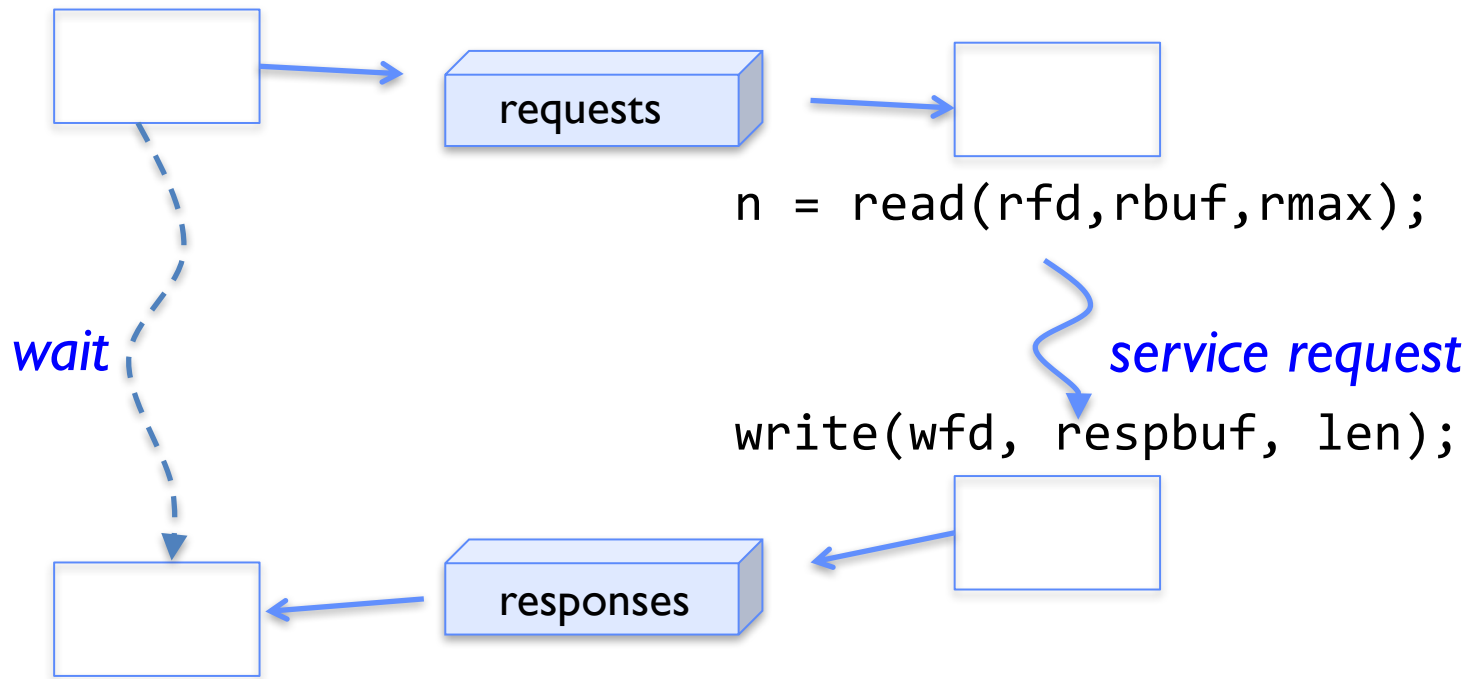 requests
n = read(rfd,rbuf,rmax);
wait
service request
write(wfd, respbuf, len);
responses